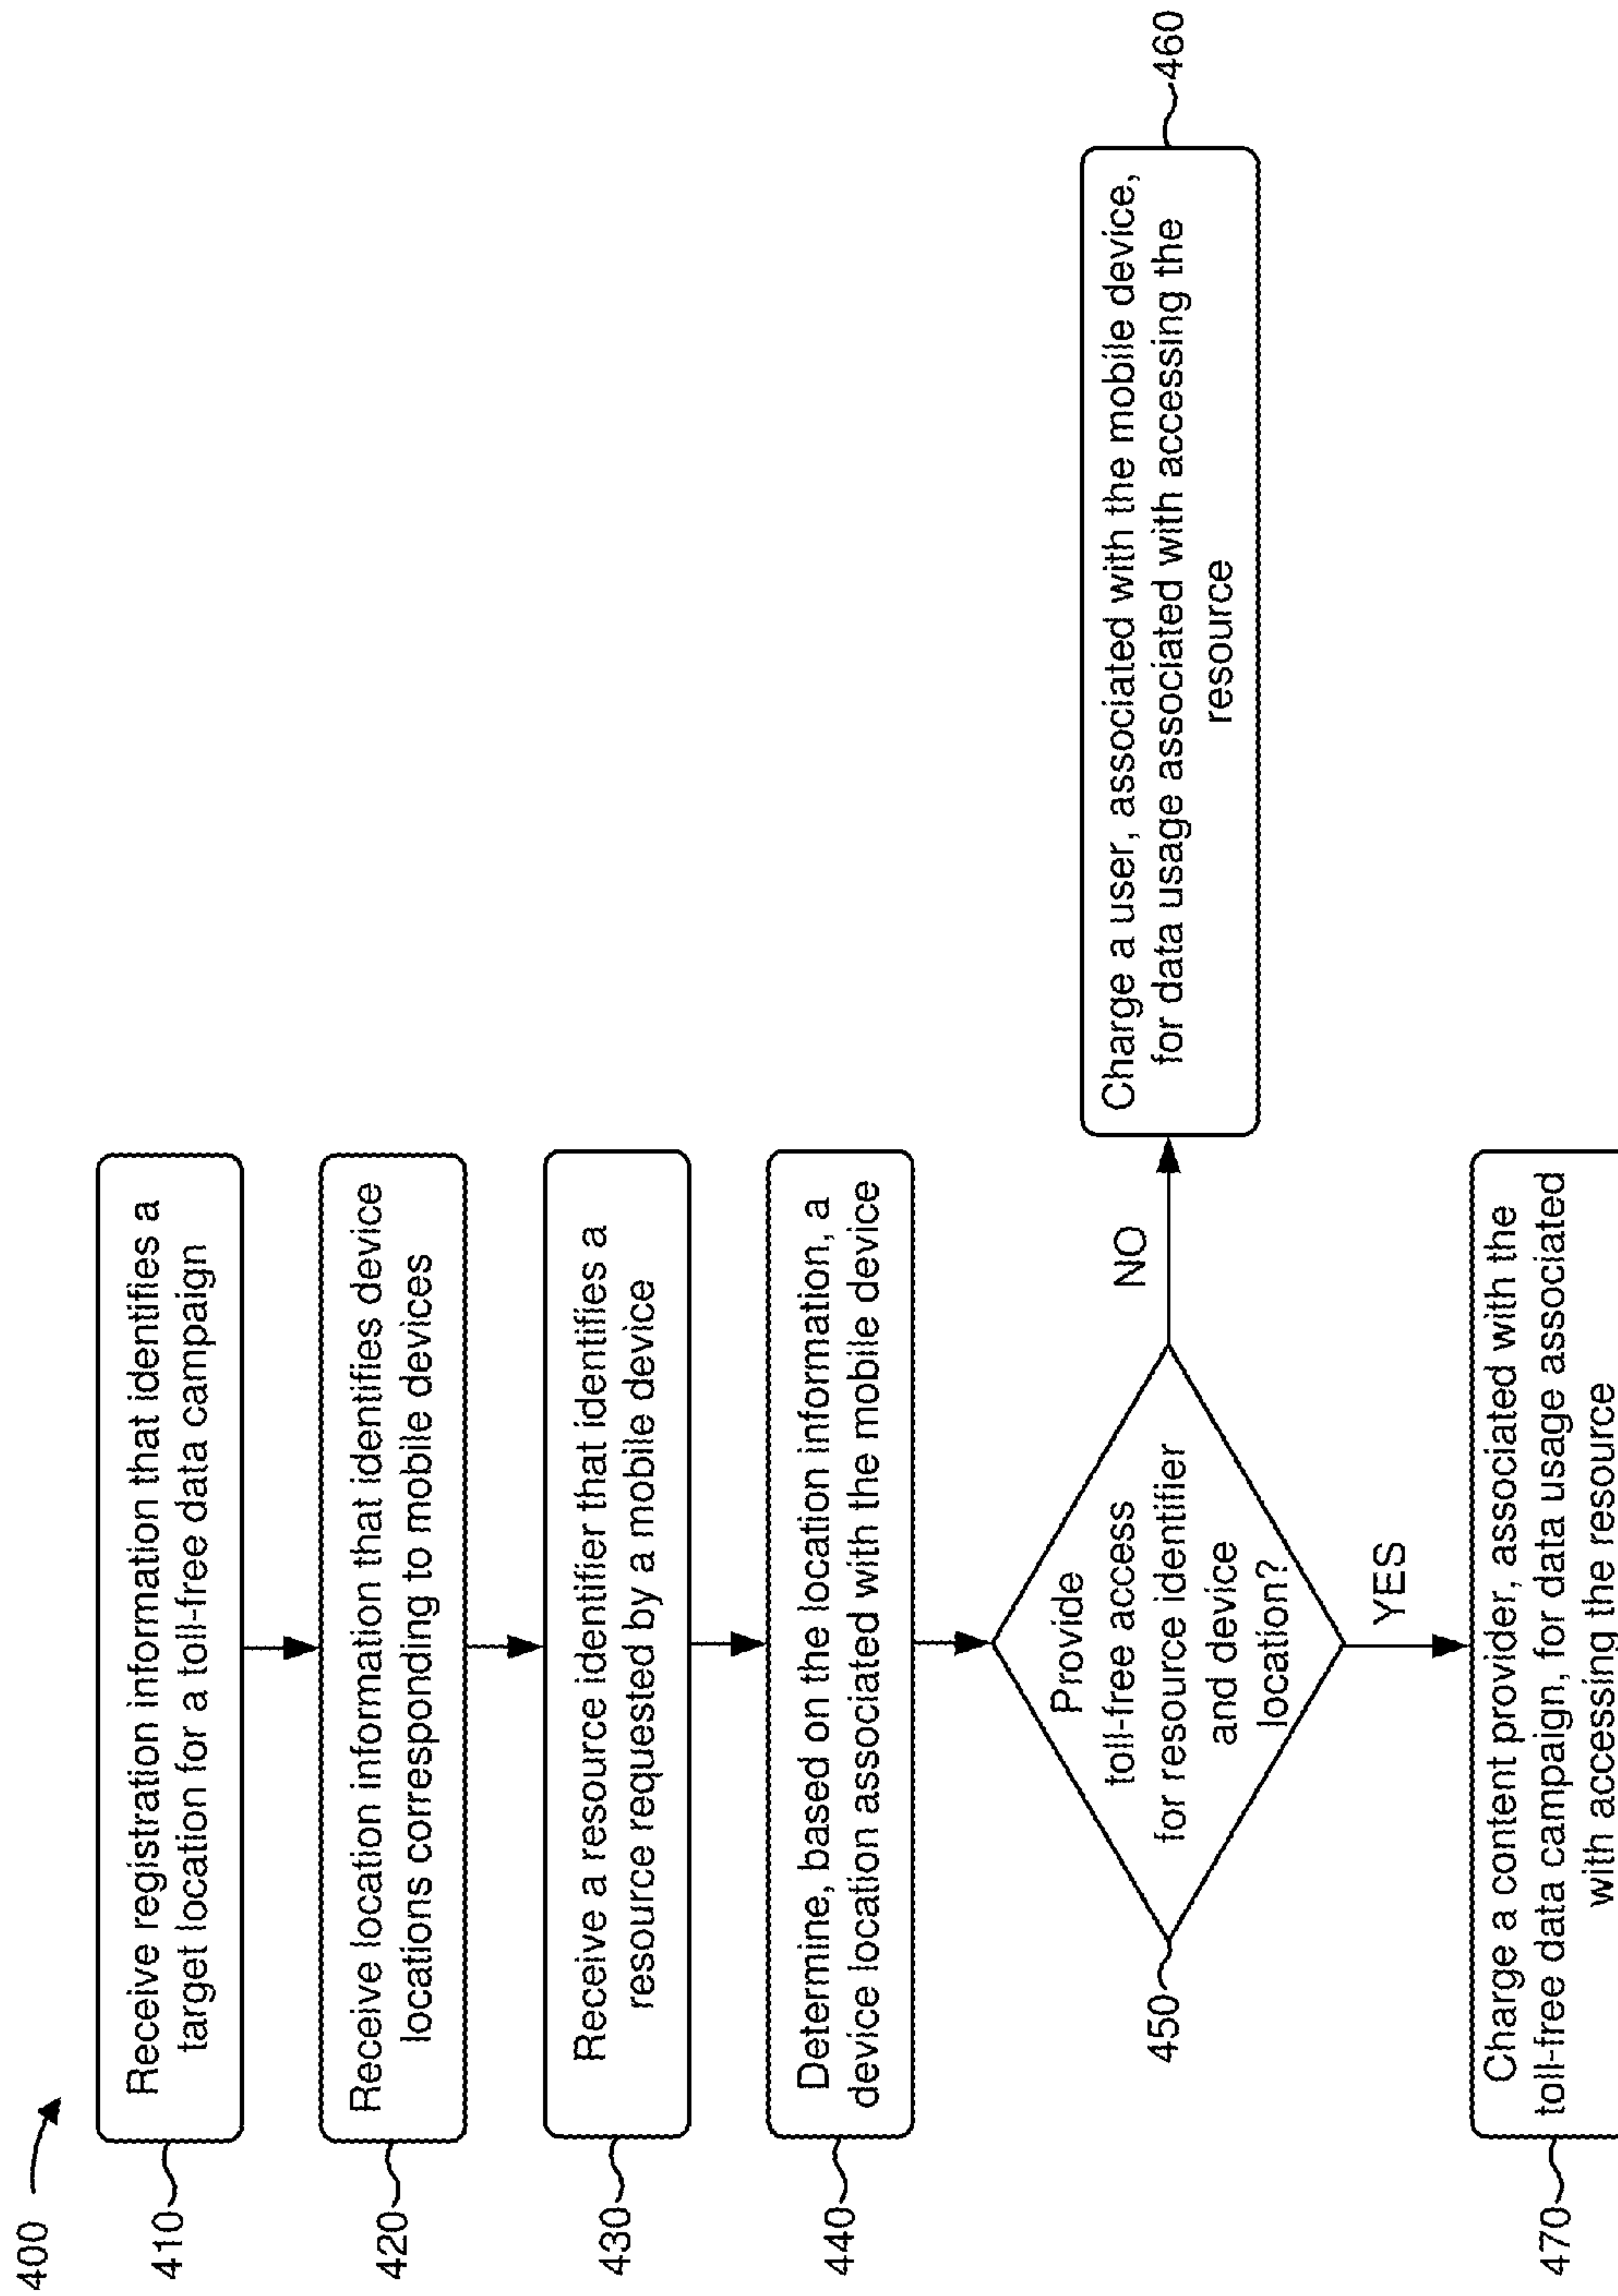 400
410
Receive registration information that identifies a
target location for a toll-free data campaign
420
Receive location information that identifies device
locations corresponding to mobile devices
430
Receive a resource identifier that identifies a
resource requested by a mobile device
440
Determine, based on the location information, a
device location associated with the mobile device
450
Provide
toll-free access
for resource identifier
and device
location?
NO
Charge a user, associated with the mobile device,
for data usage associated with accessing the
resource
460
YES
470
Charge a content provider, associated with the
toll-free data campaign, for data usage associated
with accessing the resource